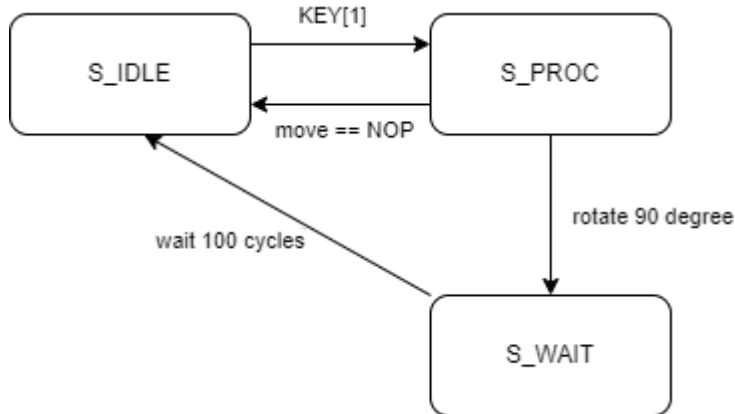 KEY[1]
S_IDLE
S_PROC
move == NOP
rotate 90 degree
wait 100 cycles
S_WAIT